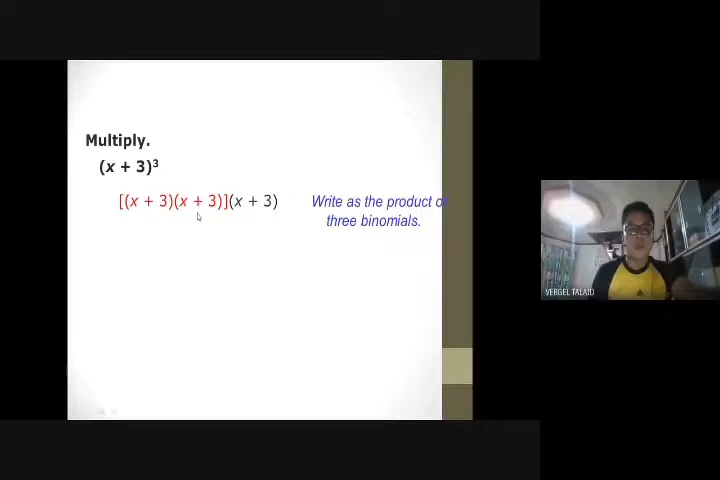 Multiply.
(x + 3)³
[(x + 3)(x + 3)](x + 3)
Write as the product of
three binomials.
VERGEL TALAID